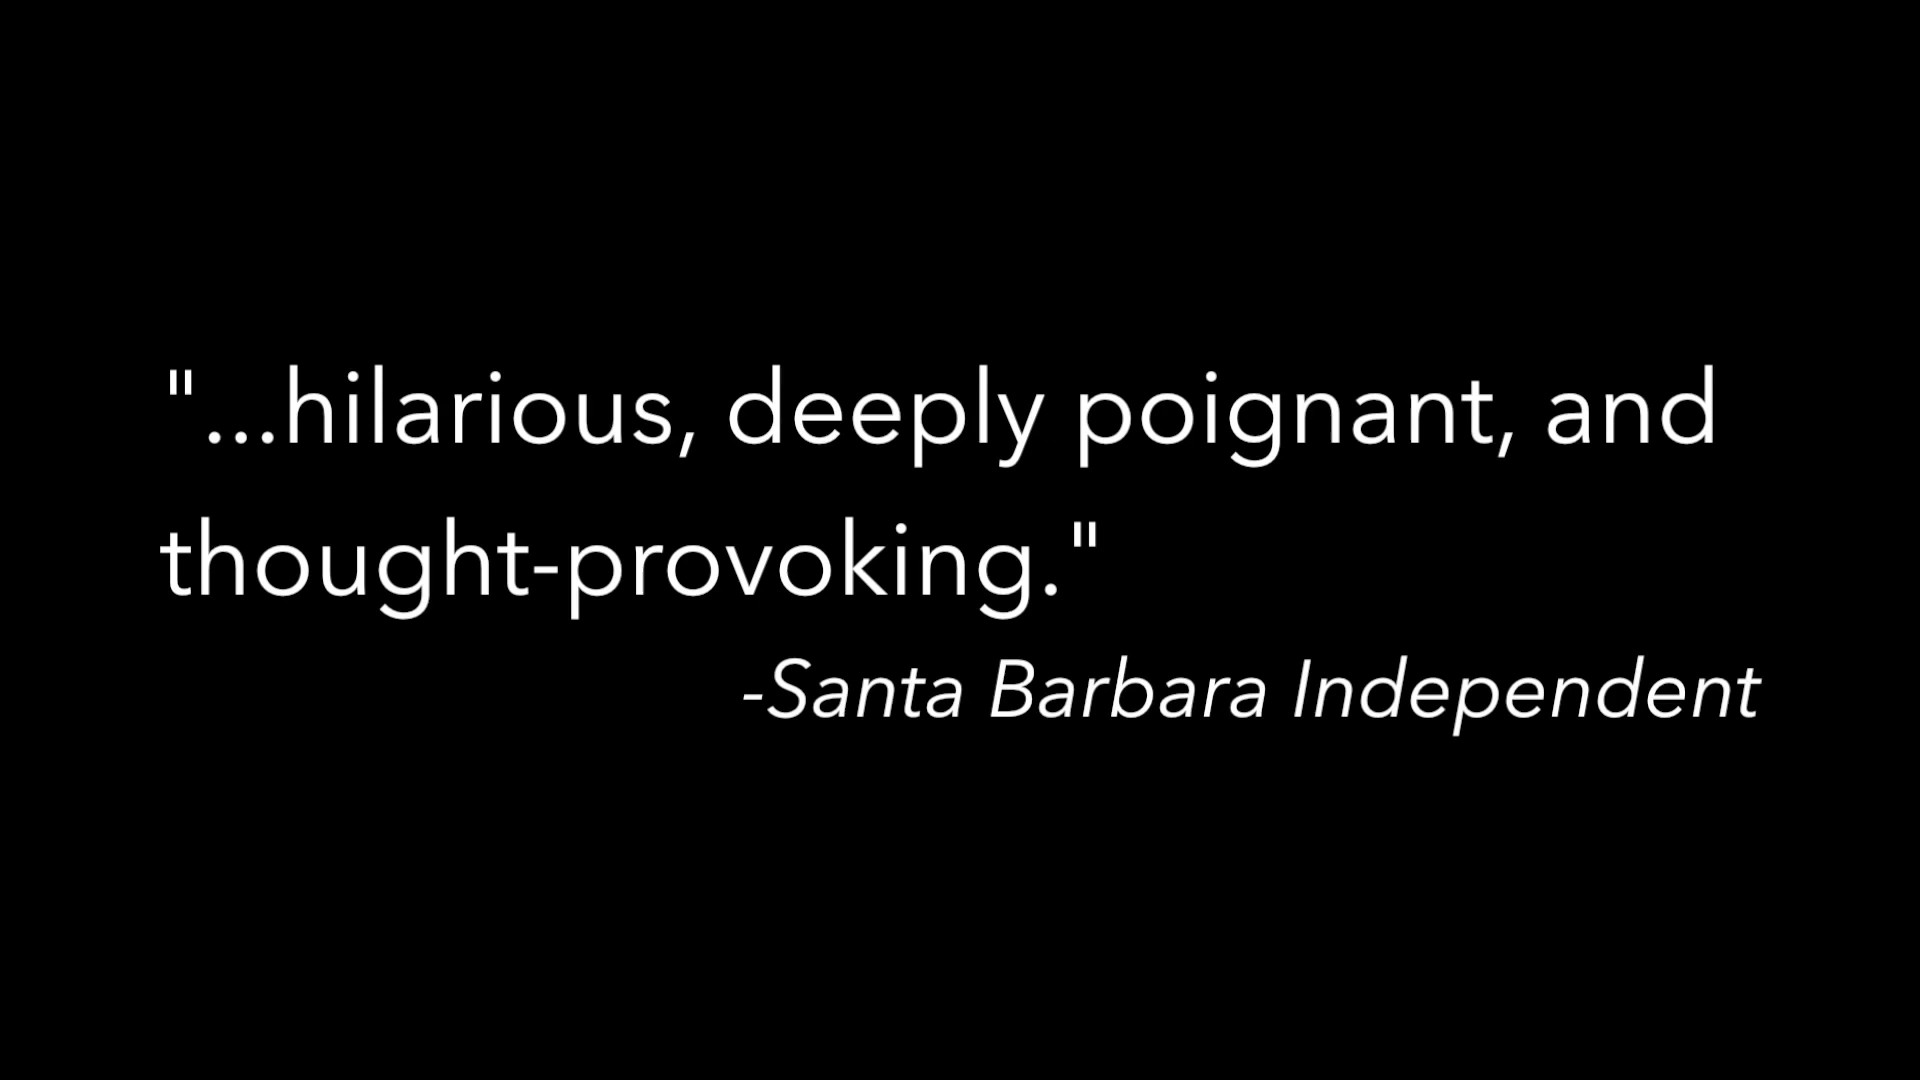 "...hilarious, deeply poignant, and
thought-provoking."
-Santa Barbara Independent